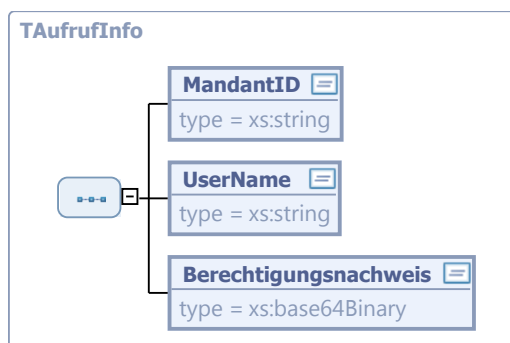 TAufrufInfo
MandantID
type = xs:string
UserName
type = xs:string
Berechtigungsnachweis
type = xs:base64Binary